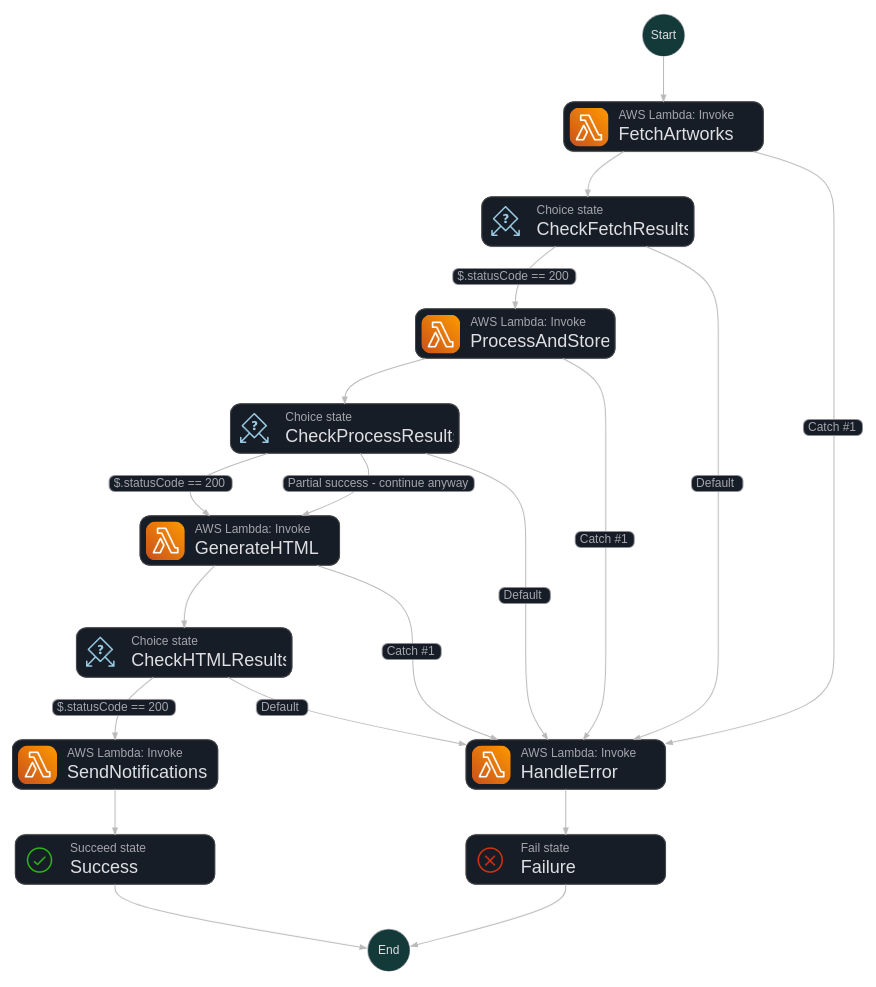 Start
AWS Lambda: Invoke
FetchArtworks
Choice state
CheckFetchResults
$.statusCode == 200
AWS Lambda: Invoke
ProcessAndStore
Catch #1
Choice state
CheckProcessResults
$.statusCode == 200
Partial success - continue anyway
Default
AWS Lambda: Invoke
GenerateHTML
Catch #1
Default
Choice state
CheckHTMLResults
Catch #1
$.statusCode == 200
Default
AWS Lambda: Invoke
SendNotifications
AWS Lambda: Invoke
HandleError
Succeed state
Success
Fail state
Failure
End